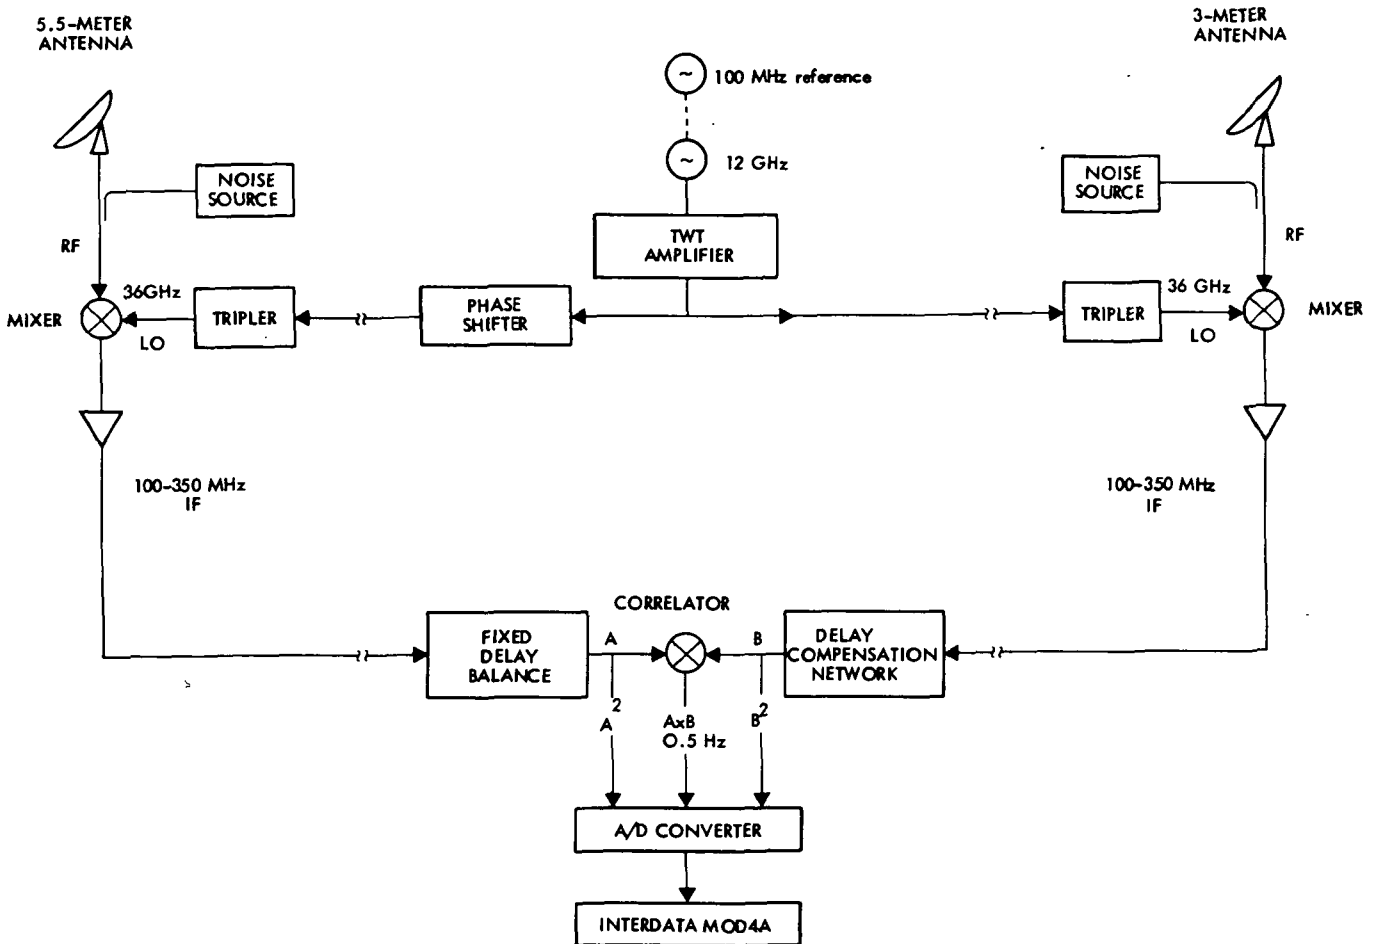 5.5-METER
ANTENNA
3-METER
ANTENNA
100 MHz reference
12 GHz
NOISE
SOURCE
NOISE
SOURCE
TWT
AMPLIFIER
RF
RF
36GHz
TRIPLER
PHASE
SHIFTER
TRIPLER
36 GHz
MIXER
LO
LO
MIXER
100-350 MHz
IF
100-350 MHz
IF
CORRELATOR
FIXED
DELAY
BALANCE
A
B
DELAY
COMPENSATION
NETWORK
A²
AxB
0.5 Hz
B²
A/D CONVERTER
INTERDATA MOD4A